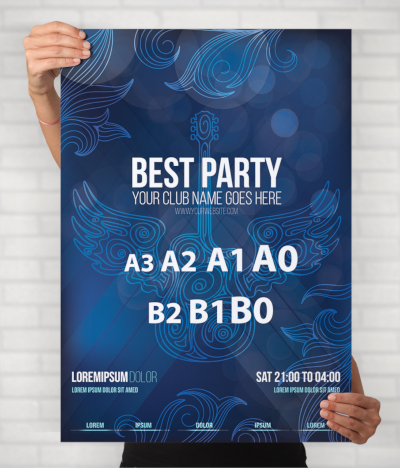 BEST PARTY
YOUR CLUB NAME GOES HERE
WWW.YOURWEBSITE.COM
A3 A2 A1 A0
B2 B1 B0
LOREMIPSUM DOLOR
LOREM IPSUM DOLOR SIT AMED
SAT 21:00 TO 04:00
LOREM IPSUM DOLOR SIT AMED
LOREM IPSUM DOLOR IPSUM LOREM